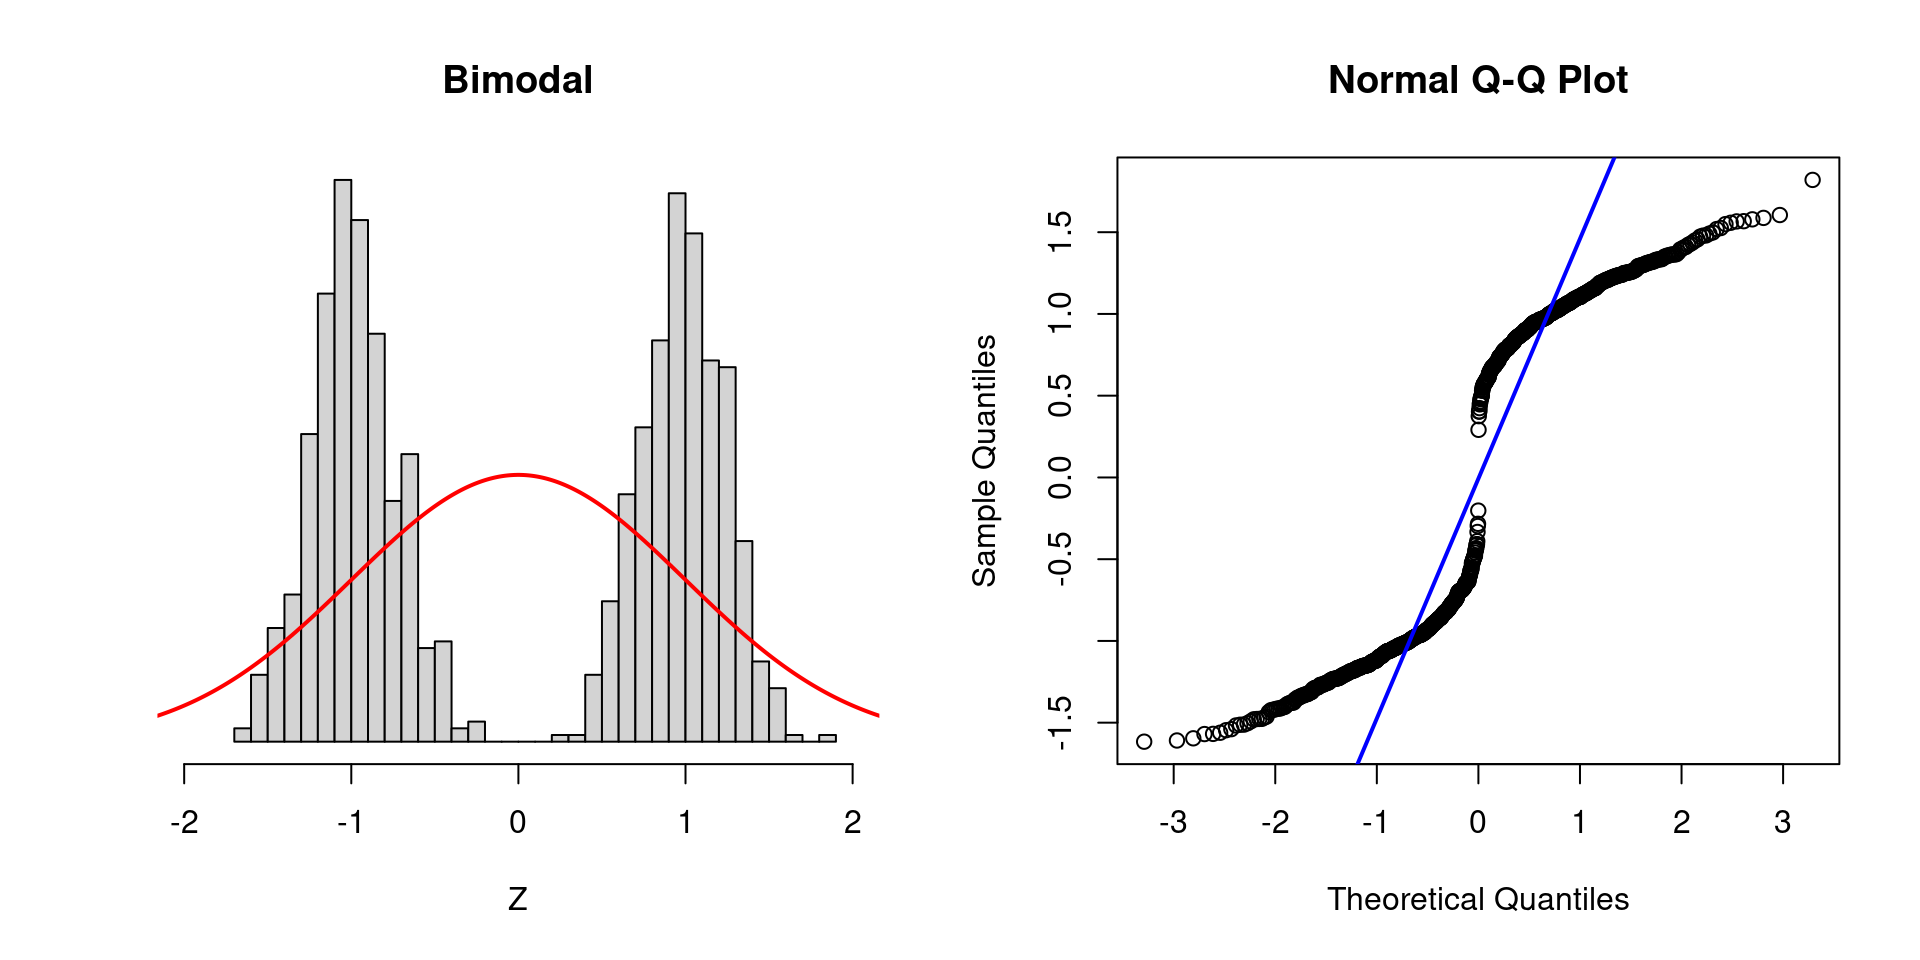 Bimodal
-2 -1 0 1 2
Z
Normal Q-Q Plot
Sample Quantiles
1.5
1.0
0.5
0.0
-0.5
-1.5
-3 -2 -1 0 1 2 3
Theoretical Quantiles